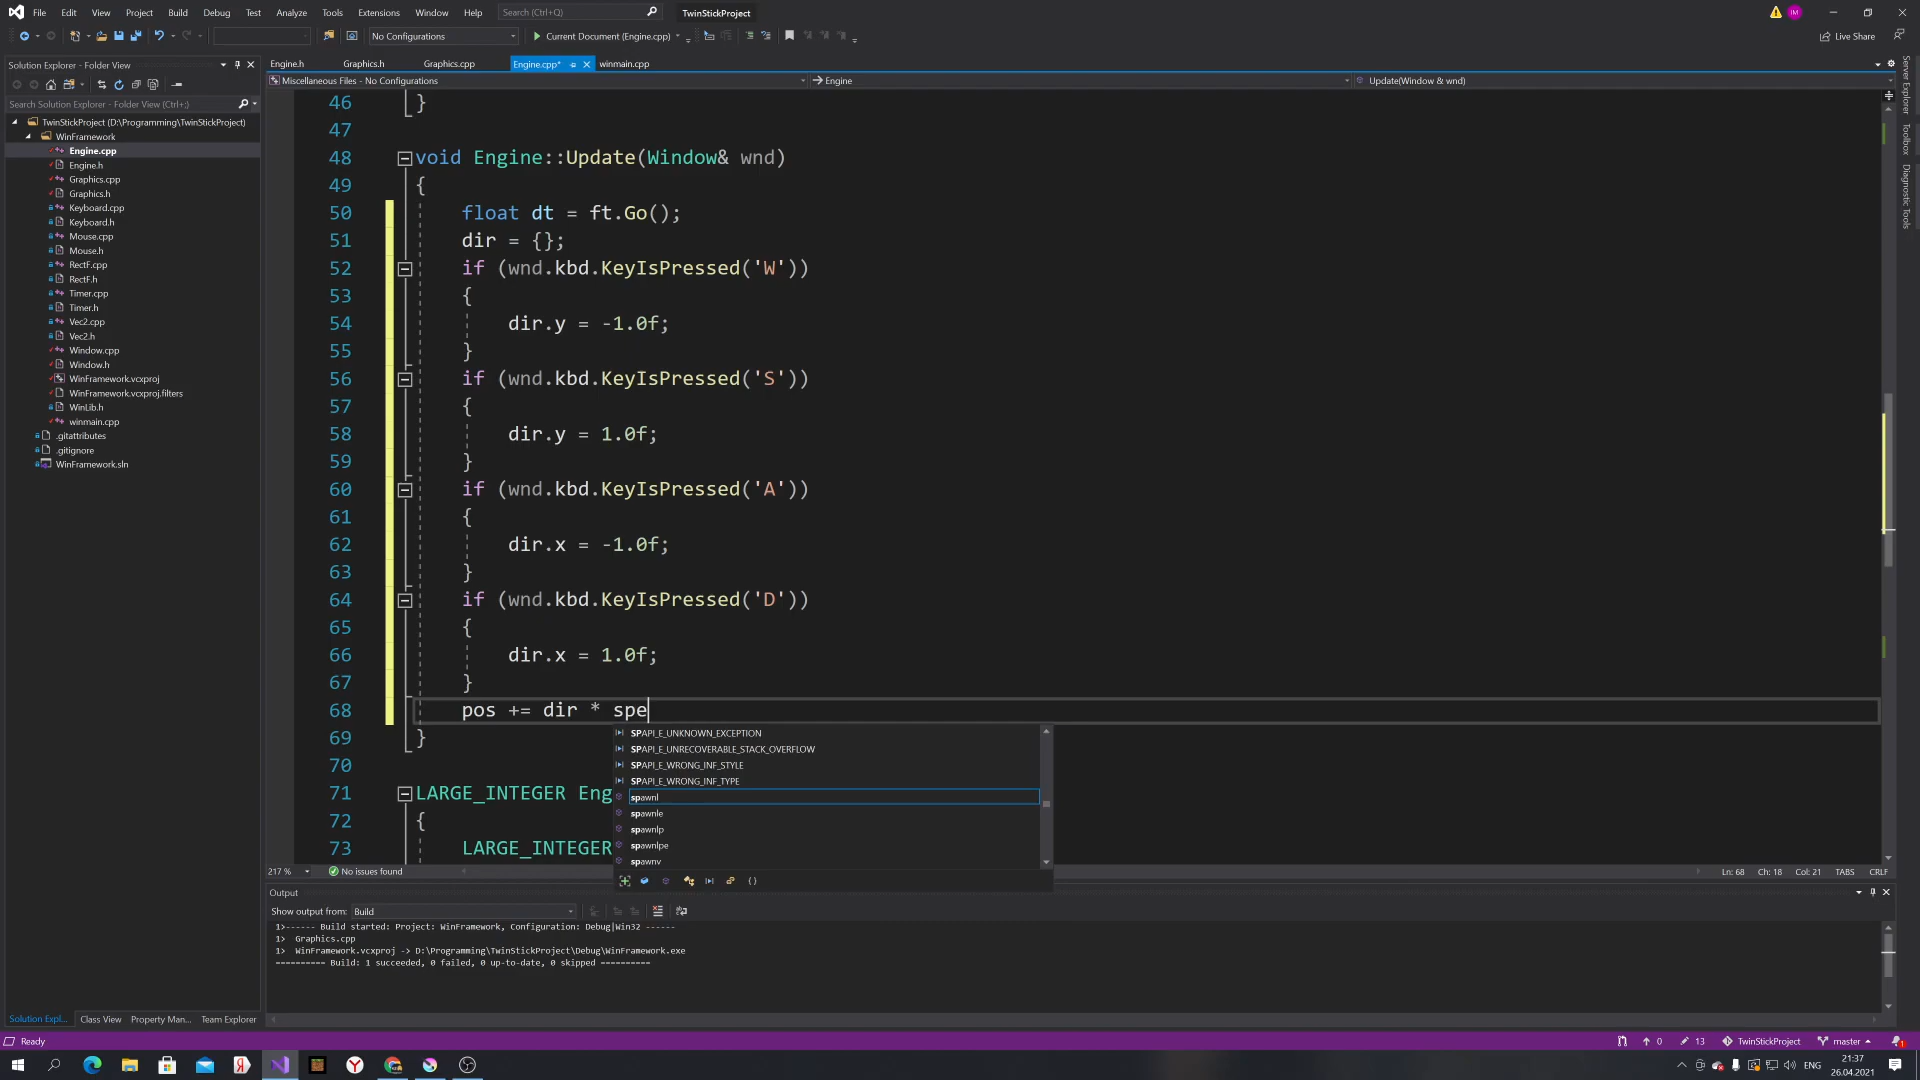 File Edit View Project Build Debug Test Analyze Tools Extensions Window Help Search (Ctrl+Q) TwinStickProject IM
No Configurations Current Document (Engine.cpp) Live Share
Solution Explorer - Folder View
Search Solution Explorer - Folder View (Ctrl+;)
TwinStickProject (D:\Programming\TwinStickProject)
WinFramework
Engine.cpp
Engine.h
Graphics.cpp
Graphics.h
Keyboard.cpp
Keyboard.h
Mouse.cpp
Mouse.h
RectF.cpp
RectF.h
Timer.cpp
Timer.h
Vec2.cpp
Vec2.h
Window.cpp
Window.h
WinFramework.vcxproj
WinFramework.vcxproj.filters
WinLib.h
winmain.cpp
.gitattributes
.gitignore
WinFramework.sln
Solution Expl... Class View Property Man... Team Explorer
Engine.h Graphics.h Graphics.cpp Engine.cpp* winmain.cpp
Miscellaneous Files - No Configurations Engine Update(Window & wnd)
46 }
47
48 void Engine::Update(Window& wnd)
49 {
50 float dt = ft.Go();
51 dir = {};
52 if (wnd.kbd.KeyIsPressed('W'))
53 {
54 dir.y = -1.0f;
55 }
56 if (wnd.kbd.KeyIsPressed('S'))
57 {
58 dir.y = 1.0f;
59 }
60 if (wnd.kbd.KeyIsPressed('A'))
61 {
62 dir.x = -1.0f;
63 }
64 if (wnd.kbd.KeyIsPressed('D'))
65 {
66 dir.x = 1.0f;
67 }
68 pos += dir * spe
69 }
70
71 LARGE_INTEGER Eng
72 {
73 LARGE_INTEGER
SPAPI_E_UNKNOWN_EXCEPTION
SPAPI_E_UNRECOVERABLE_STACK_OVERFLOW
SPAPI_E_WRONG_INF_STYLE
SPAPI_E_WRONG_INF_TYPE
spawnl
spawnle
spawnlp
spawnlpe
spawnv
217 % No issues found Ln: 68 Ch: 18 Col: 21 TABS CRLF
Output
Show output from: Build
1>------ Build started: Project: WinFramework, Configuration: Debug|Win32 ------
1> Graphics.cpp
1> WinFramework.vcxproj -> D:\Programming\TwinStickProject\Debug\WinFramework.exe
========== Build: 1 succeeded, 0 failed, 0 up-to-date, 0 skipped ==========
Server Explorer
Toolbox
Diagnostic Tools
Ready 0 13 TwinStickProject master 1
ENG 21:37
26.04.2021